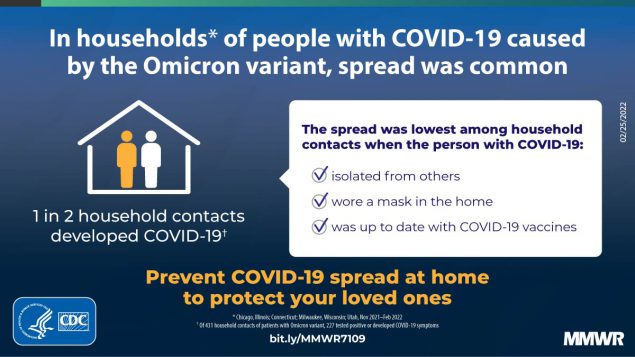 In households* of people with COVID-19 caused
by the Omicron variant, spread was common
02/25/2022
The spread was lowest among household
contacts when the person with COVID-19:
isolated from others
wore a mask in the home
was up to date with COVID-19 vaccines
1 in 2 household contacts
developed COVID-19†
Prevent COVID-19 spread at home
to protect your loved ones
* Chicago, Illinois; Connecticut; Milwaukee, Wisconsin; Utah, Nov 2021–Feb 2022
† Of 431 household contacts of patients with Omicron variant, 227 tested positive or developed COVID-19 symptoms
bit.ly/MMWR7109
CDC
MMWR